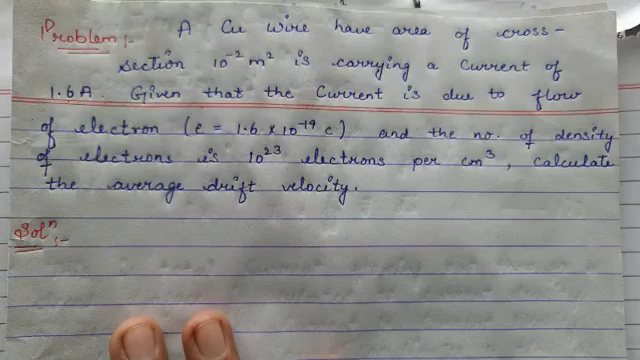 Problem :- A Cu wire have area of cross-
section 10⁻² m² is carrying a current of
1.6A. Given that the current is due to flow
of electron (e = 1.6 × 10⁻¹⁹ c) and the no. of density
of electrons is 10²³ electrons per cm³, calculate
the average drift velocity.
Solⁿ :-